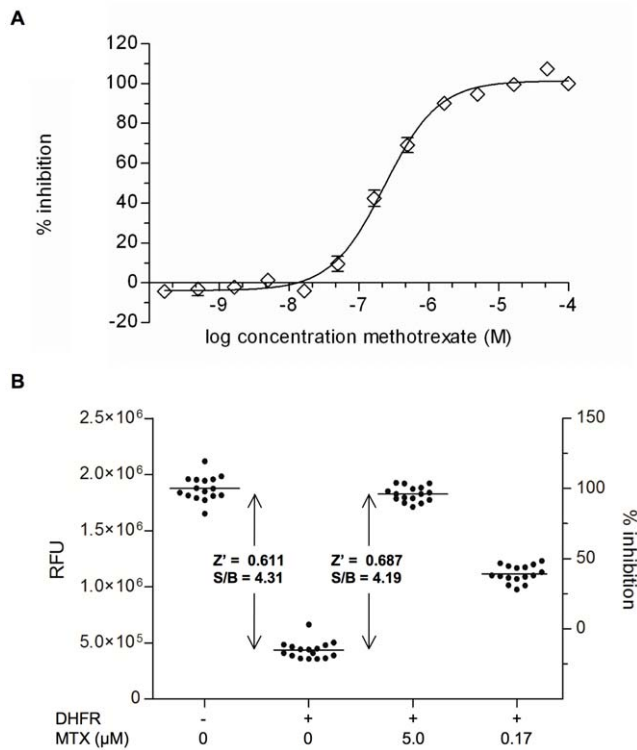 A
120
100
80
60
40
20
0
-20
% inhibition
-9 -8 -7 -6 -5 -4
log concentration methotrexate (M)
B
2.5×10⁶
2.0×10⁶
1.5×10⁶
1.0×10⁶
5.0×10⁵
0
RFU
Z' = 0.611
S/B = 4.31
Z' = 0.687
S/B = 4.19
150
100
50
0
% inhibition
DHFR - + + +
MTX (µM) 0 0 5.0 0.17